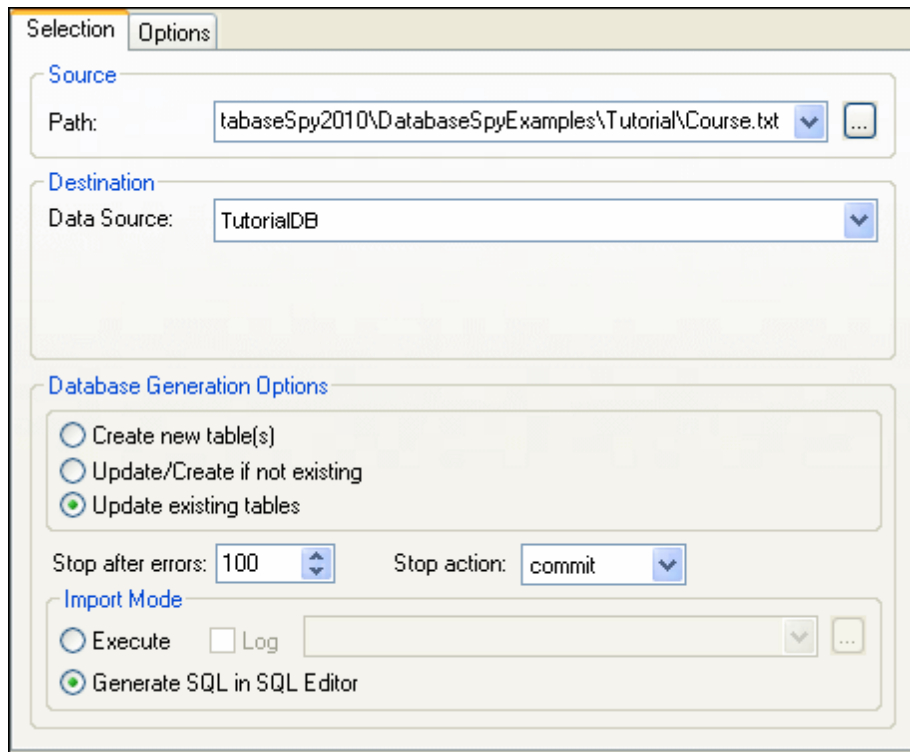 Selection Options
Source
Path: tabaseSpy2010\DatabaseSpyExamples\Tutorial\Course.txt ...
Destination
Data Source: TutorialDB
Database Generation Options
Create new table(s)
Update/Create if not existing
Update existing tables
Stop after errors: 100 Stop action: commit
Import Mode
Execute Log ...
Generate SQL in SQL Editor